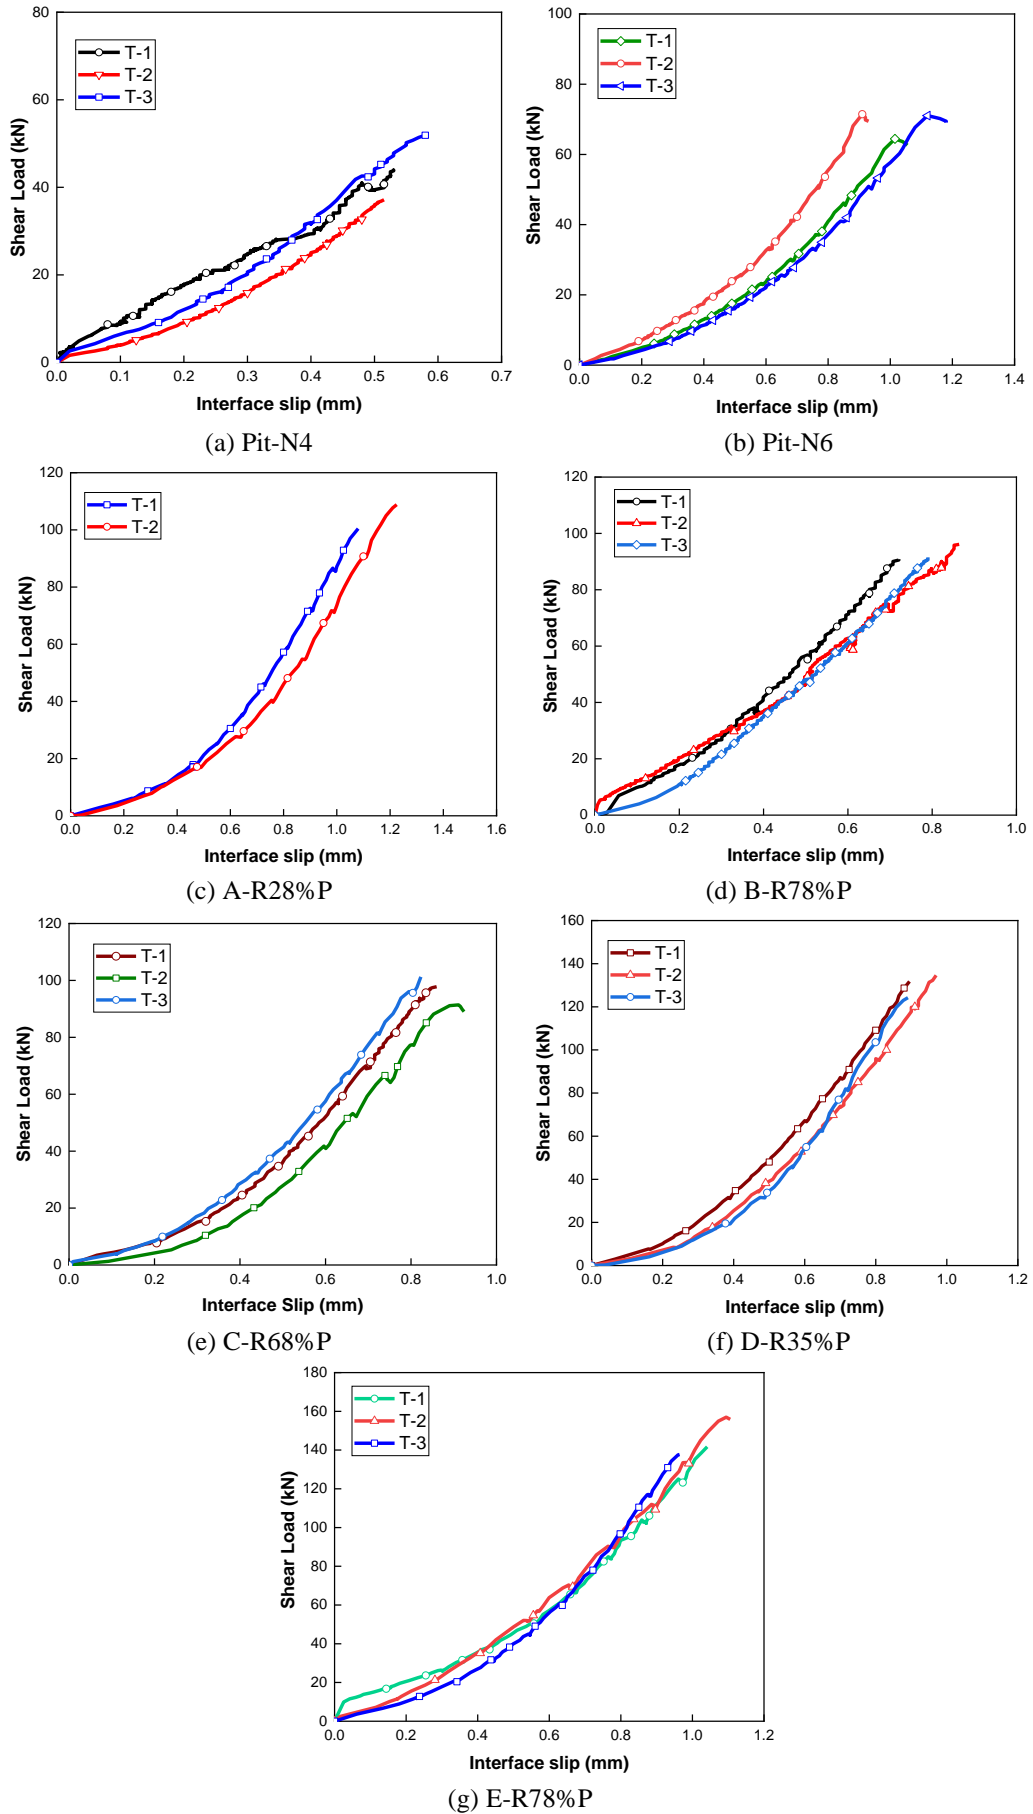 80
60
40
20
0
Shear Load (kN)
T-1
T-2
T-3
0.0 0.1 0.2 0.3 0.4 0.5 0.6 0.7
Interface slip (mm)
(a) Pit-N4
100
80
60
40
20
0
Shear Load (kN)
T-1
T-2
T-3
0.0 0.2 0.4 0.6 0.8 1.0 1.2 1.4
Interface slip (mm)
(b) Pit-N6
120
100
80
60
40
20
0
Shear Load (kN)
T-1
T-2
0.0 0.2 0.4 0.6 0.8 1.0 1.2 1.4 1.6
Interface slip (mm)
(c) A-R28%P
120
100
80
60
40
20
0
Shear Load (kN)
T-1
T-2
T-3
0.0 0.2 0.4 0.6 0.8 1.0
Interface slip (mm)
(d) B-R78%P
120
100
80
60
40
20
0
Shear Load (kN)
T-1
T-2
T-3
0.0 0.2 0.4 0.6 0.8 1.0
Interface Slip (mm)
(e) C-R68%P
160
140
120
100
80
60
40
20
0
Shear Load (kN)
T-1
T-2
T-3
0.0 0.2 0.4 0.6 0.8 1.0 1.2
Interface slip (mm)
(f) D-R35%P
180
160
140
120
100
80
60
40
20
0
Shear Load (kN)
T-1
T-2
T-3
0.0 0.2 0.4 0.6 0.8 1.0 1.2
Interface slip (mm)
(g) E-R78%P